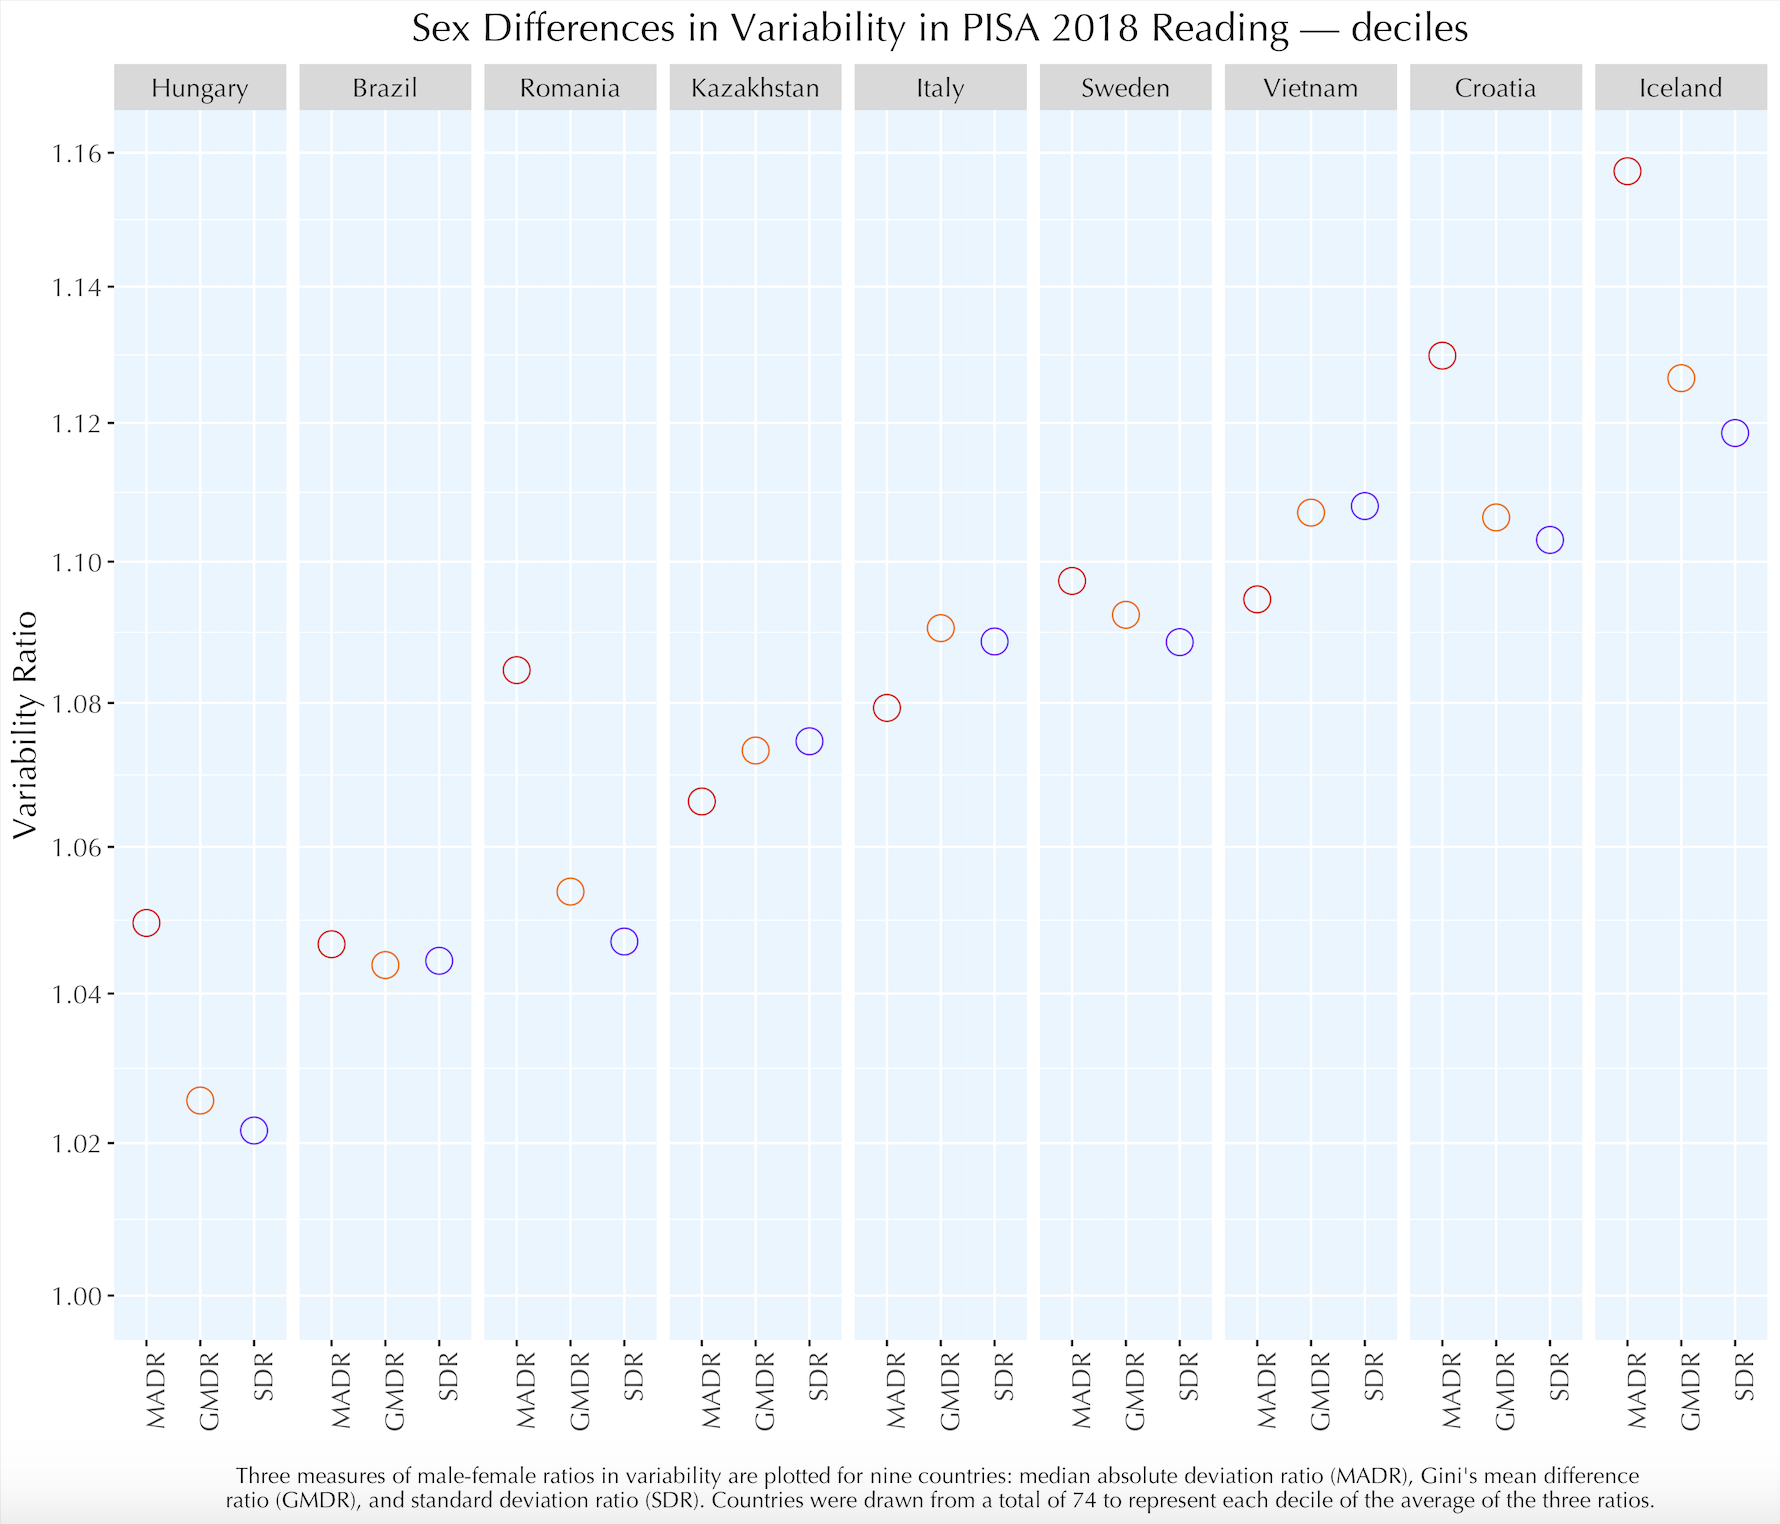 Sex Differences in Variability in PISA 2018 Reading — deciles
Hungary Brazil Romania Kazakhstan Italy Sweden Vietnam Croatia Iceland
Variability Ratio
1.16
1.14
1.12
1.10
1.08
1.06
1.04
1.02
1.00
MADR GMDR SDR MADR GMDR SDR MADR GMDR SDR MADR GMDR SDR MADR GMDR SDR MADR GMDR SDR MADR GMDR SDR MADR GMDR SDR MADR GMDR SDR
Three measures of male-female ratios in variability are plotted for nine countries: median absolute deviation ratio (MADR), Gini's mean difference
ratio (GMDR), and standard deviation ratio (SDR). Countries were drawn from a total of 74 to represent each decile of the average of the three ratios.